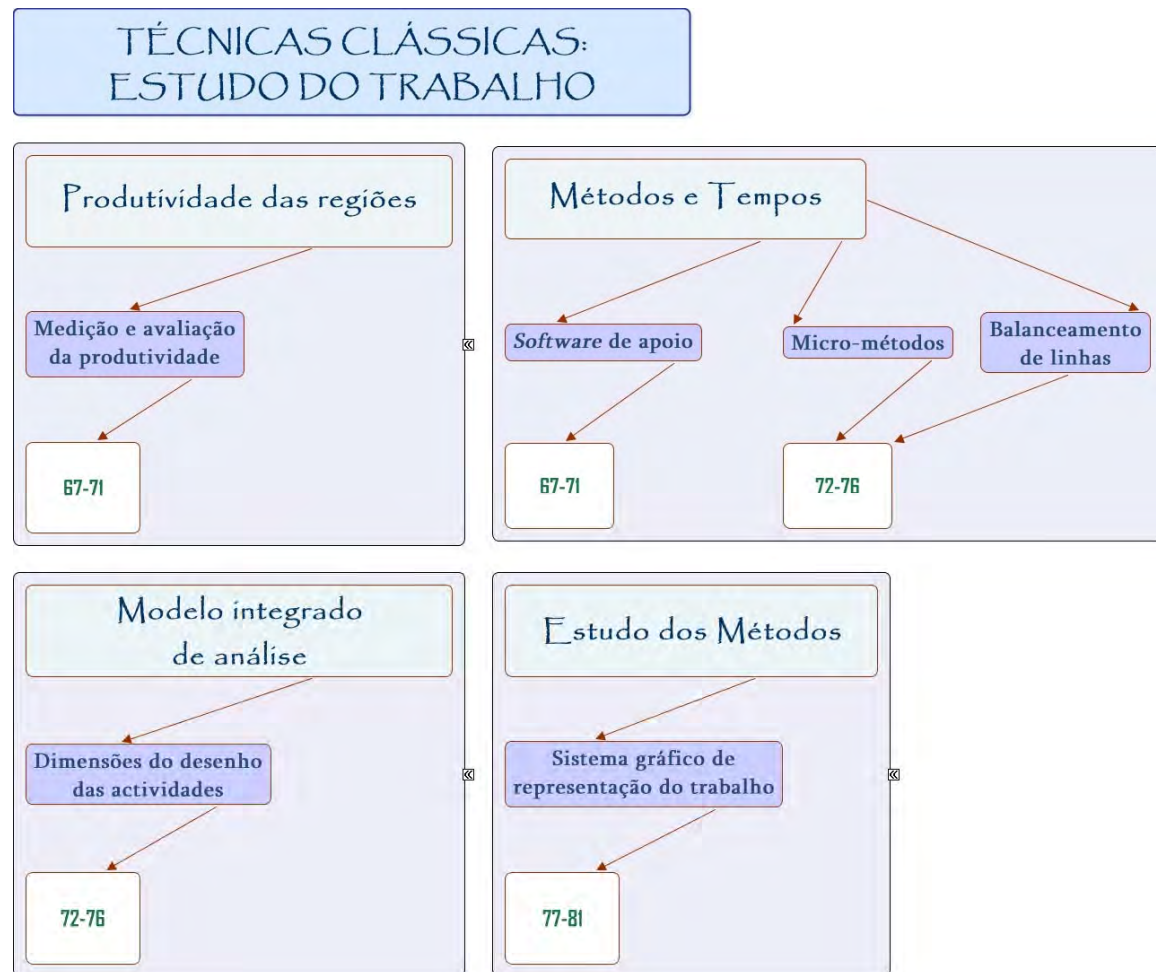 TÉCNICAS CLÁSSICAS:
ESTUDO DO TRABALHO
Produtividade das regiões
Medição e avaliação
da produtividade
67-71
Métodos e Tempos
Software de apoio
Micro-métodos
Balanceamento
de linhas
67-71
72-76
Modelo integrado
de análise
Dimensões do desenho
das actividades
72-76
Estudo dos Métodos
Sistema gráfico de
representação do trabalho
77-81